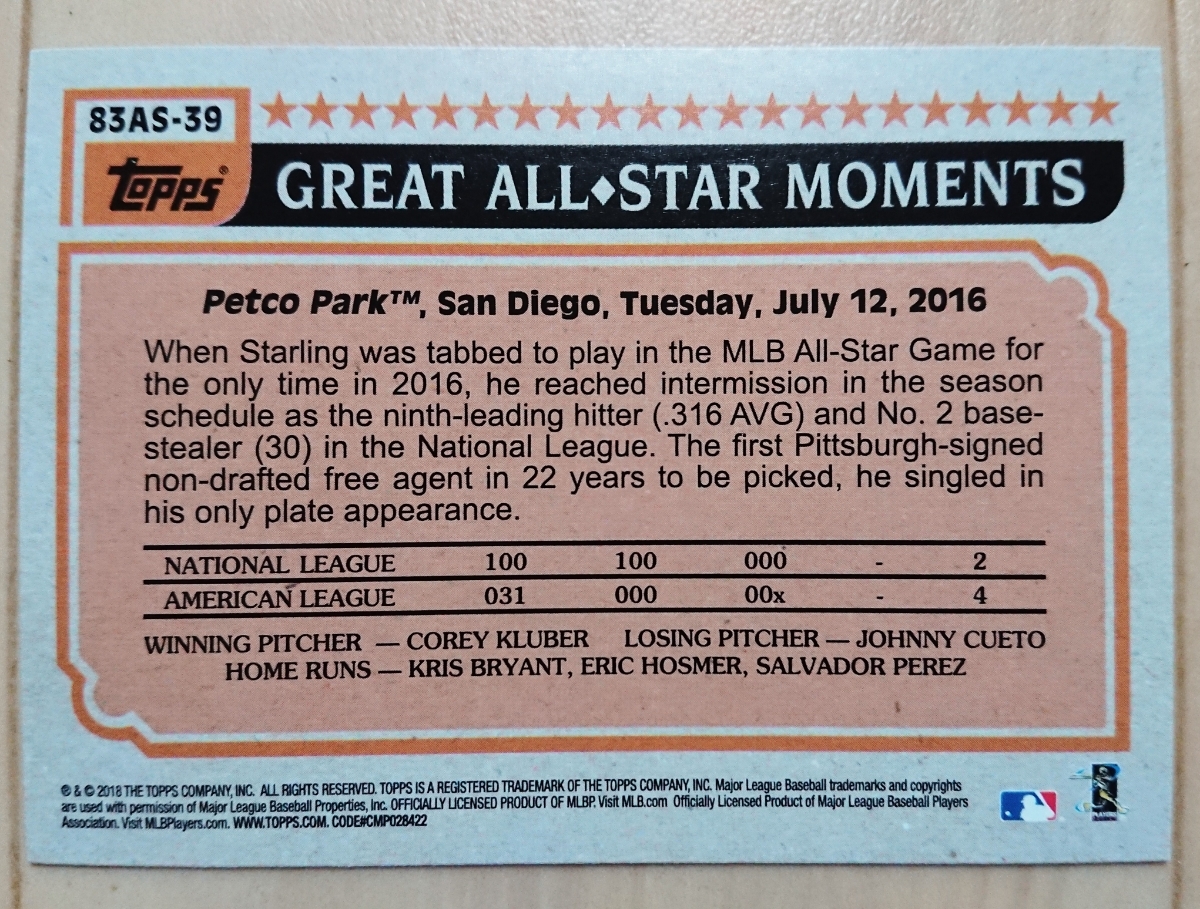 83AS-39
Topps®
GREAT ALL♦STAR MOMENTS
Petco Park™, San Diego, Tuesday, July 12, 2016
When Starling was tabbed to play in the MLB All-Star Game for
the only time in 2016, he reached intermission in the season
schedule as the ninth-leading hitter (.316 AVG) and No. 2 base-
stealer (30) in the National League. The first Pittsburgh-signed
non-drafted free agent in 22 years to be picked, he singled in
his only plate appearance.
NATIONAL LEAGUE 100 100 000 - 2
AMERICAN LEAGUE 031 000 00x - 4
WINNING PITCHER — COREY KLUBER LOSING PITCHER — JOHNNY CUETO
HOME RUNS — KRIS BRYANT, ERIC HOSMER, SALVADOR PEREZ
® & © 2018 THE TOPPS COMPANY, INC. ALL RIGHTS RESERVED. TOPPS IS A REGISTERED TRADEMARK OF THE TOPPS COMPANY, INC. Major League Baseball trademarks and copyrights
are used with permission of Major League Baseball Properties, Inc. OFFICIALLY LICENSED PRODUCT OF MLBP. Visit MLB.com Officially Licensed Product of Major League Baseball Players
Association. Visit MLBPlayers.com. WWW.TOPPS.COM. CODE#CMP028422
PLAYERS